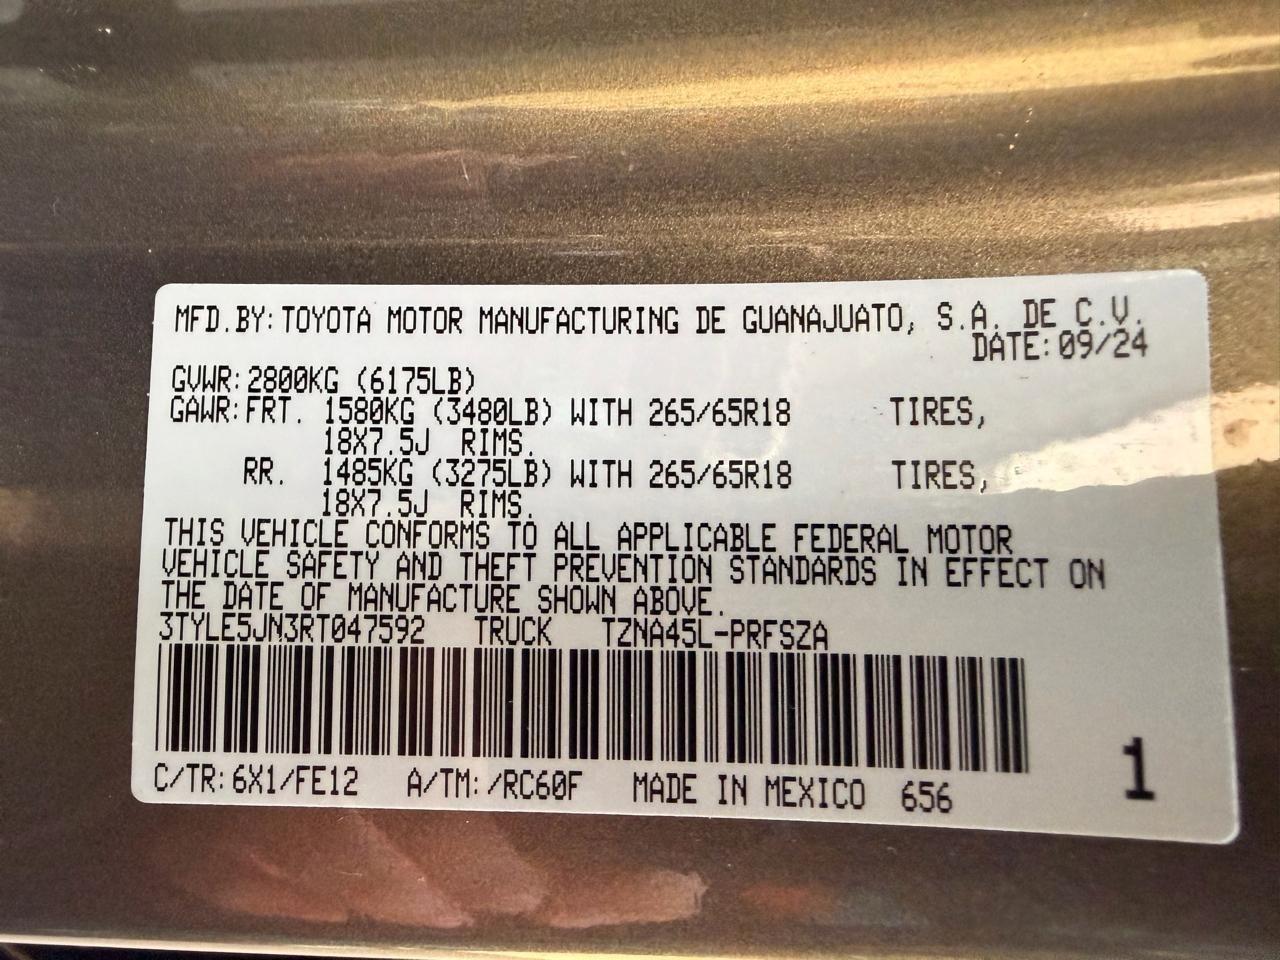 MFD.BY: TOYOTA MOTOR MANUFACTURING DE GUANAJUATO, S.A. DE C.V.
DATE: 09/24
GVWR: 2800KG (6175LB)
GAWR: FRT. 1580KG (3480LB) WITH 265/65R18 TIRES,
18X7.5J RIMS.
RR. 1485KG (3275LB) WITH 265/65R18 TIRES,
18X7.5J RIMS.
THIS VEHICLE CONFORMS TO ALL APPLICABLE FEDERAL MOTOR
VEHICLE SAFETY AND THEFT PREVENTION STANDARDS IN EFFECT ON
THE DATE OF MANUFACTURE SHOWN ABOVE.
3TYLE5JN3RT047592 TRUCK TZNA45L-PRFSZA
C/TR: 6X1/FE12 A/TM: /RC60F MADE IN MEXICO 656
1